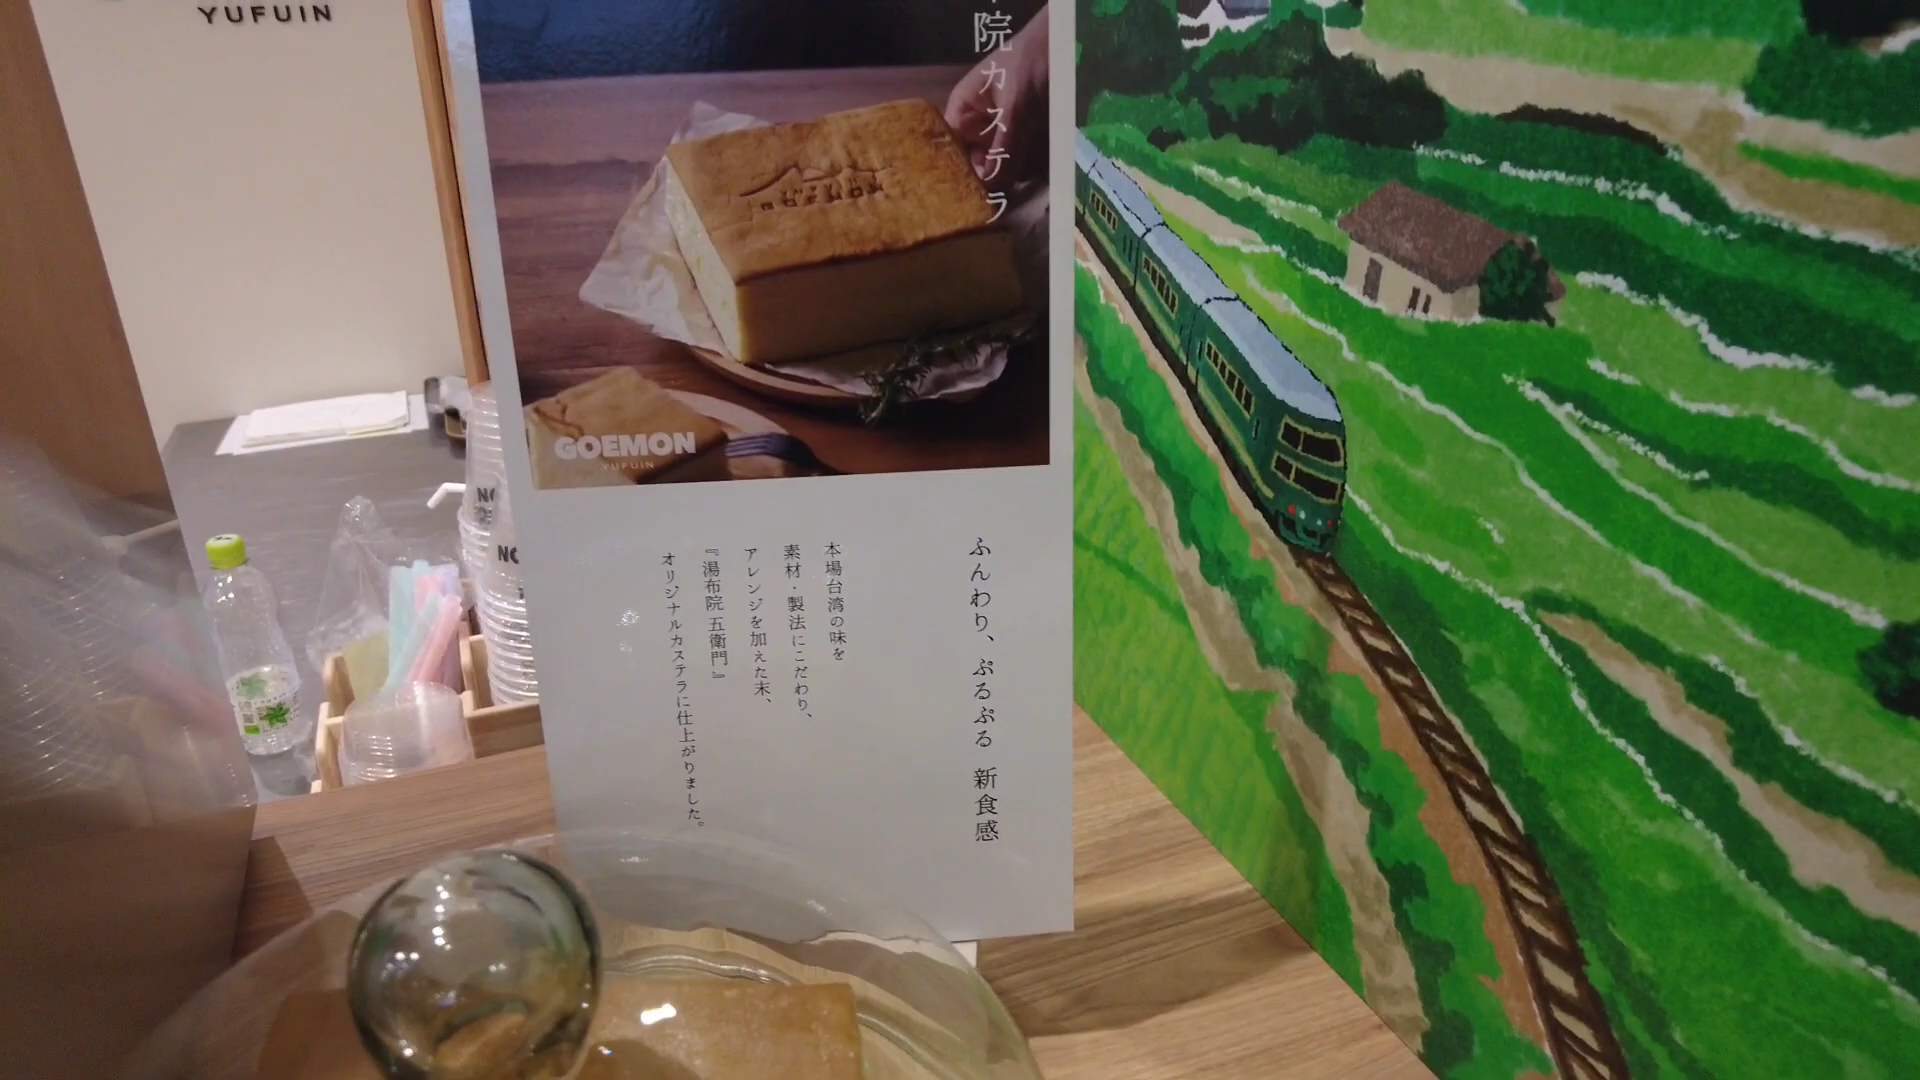 YUFUIN
院カステラ
GOEMON
YUFUIN
ふんわり、ぷるぷる 新食感
本場台湾の味を
素材・製法にこだわり、
アレンジを加えた末、
『湯布院 五衛門』
オリジナルカステラに仕上がりました。